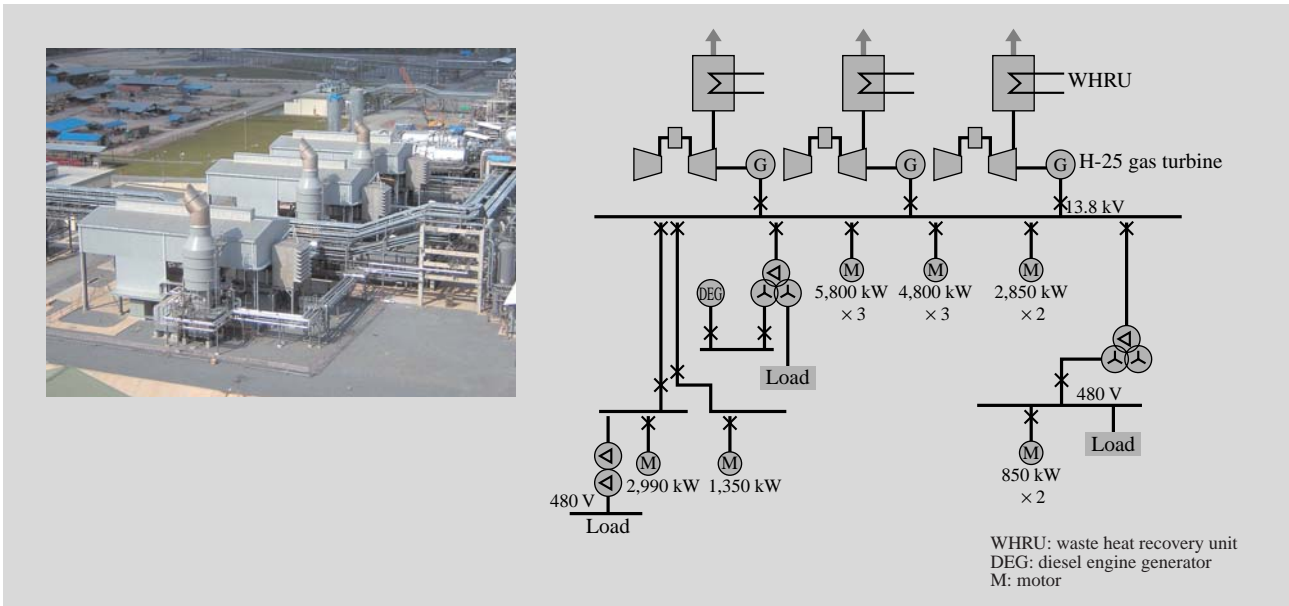 WHRU
G
G
G
H-25 gas turbine
13.8 kV
DEG
M
5,800 kW
× 3
M
4,800 kW
× 3
M
2,850 kW
× 2
Load
480 V
M
850 kW
× 2
Load
M
2,990 kW
M
1,350 kW
480 V
Load
WHRU: waste heat recovery unit
DEG: diesel engine generator
M: motor